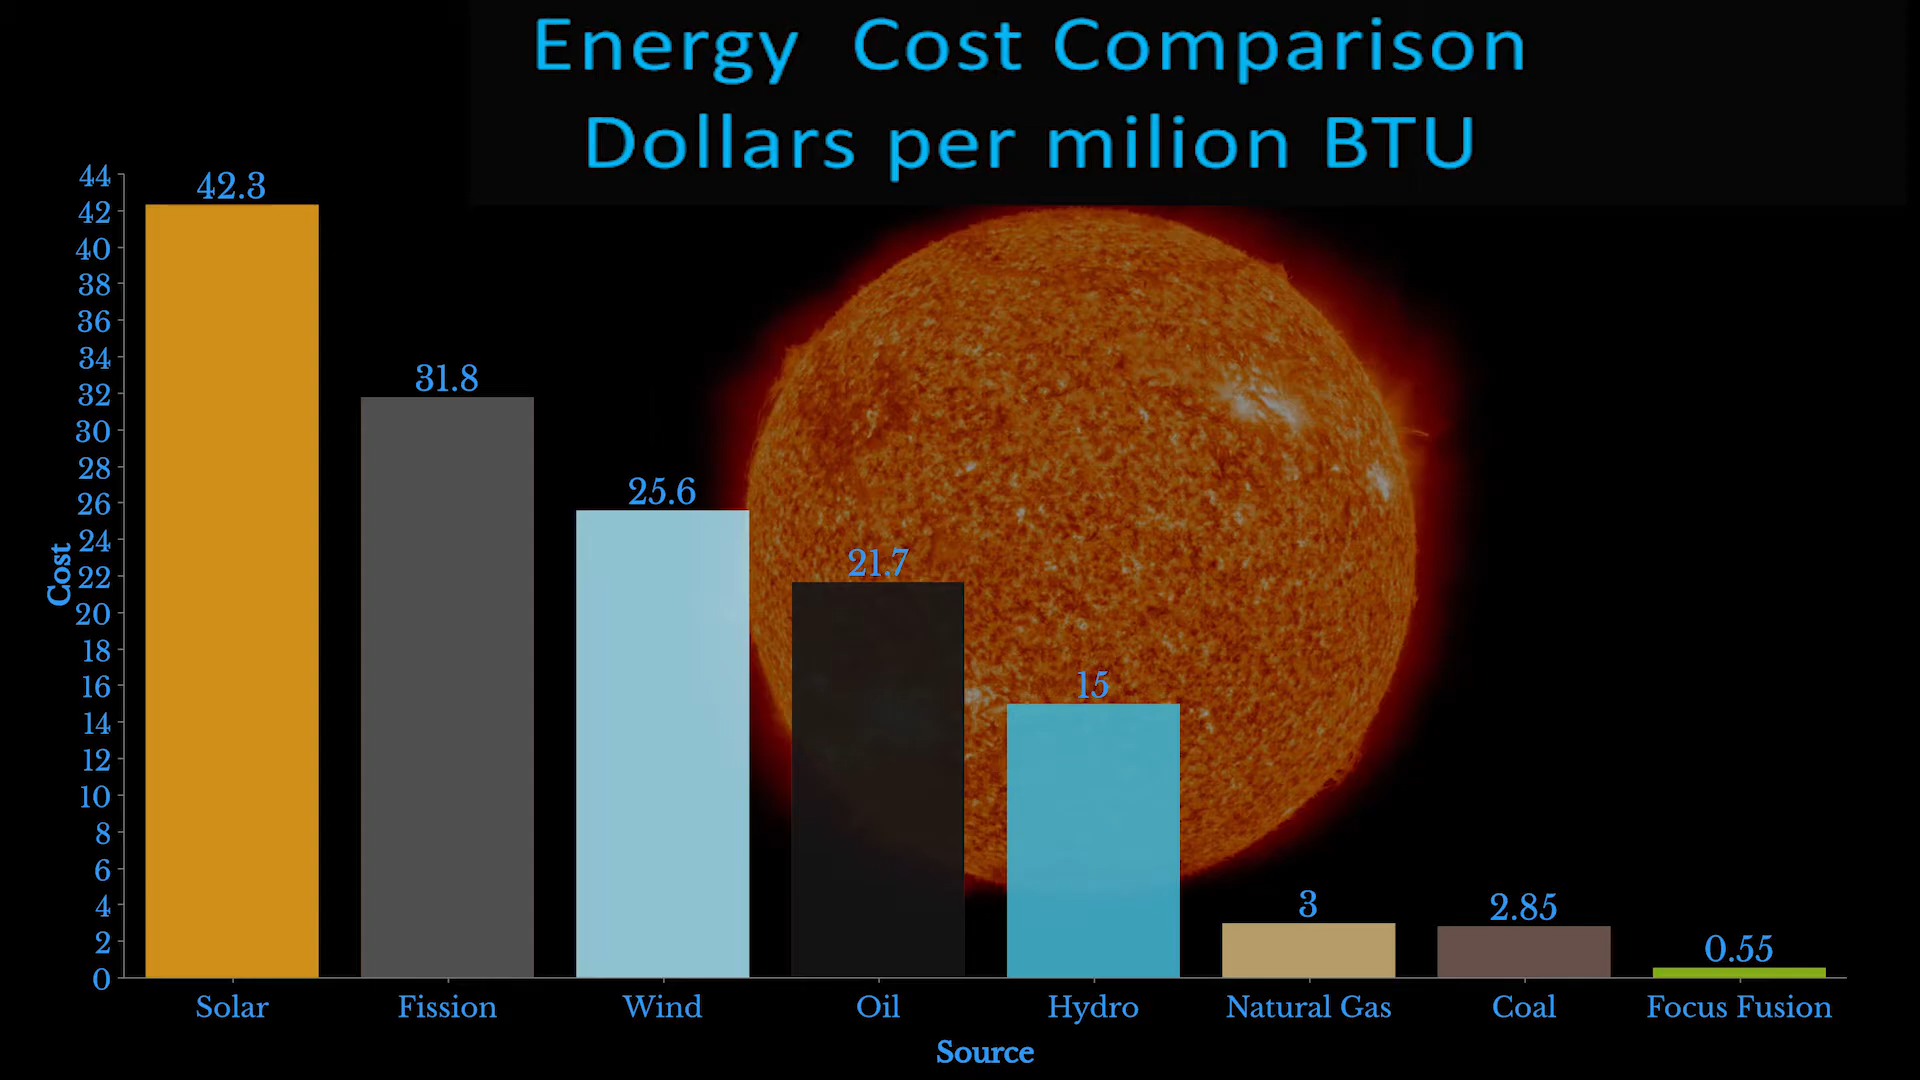 Energy Cost Comparison
Dollars per milion BTU
44
42
40
38
36
34
32
30
28
26
24
22
20
18
16
14
12
10
8
6
4
2
0
Cost
42.3
31.8
25.6
21.7
15
3
2.85
0.55
Solar
Fission
Wind
Oil
Hydro
Natural Gas
Coal
Focus Fusion
Source